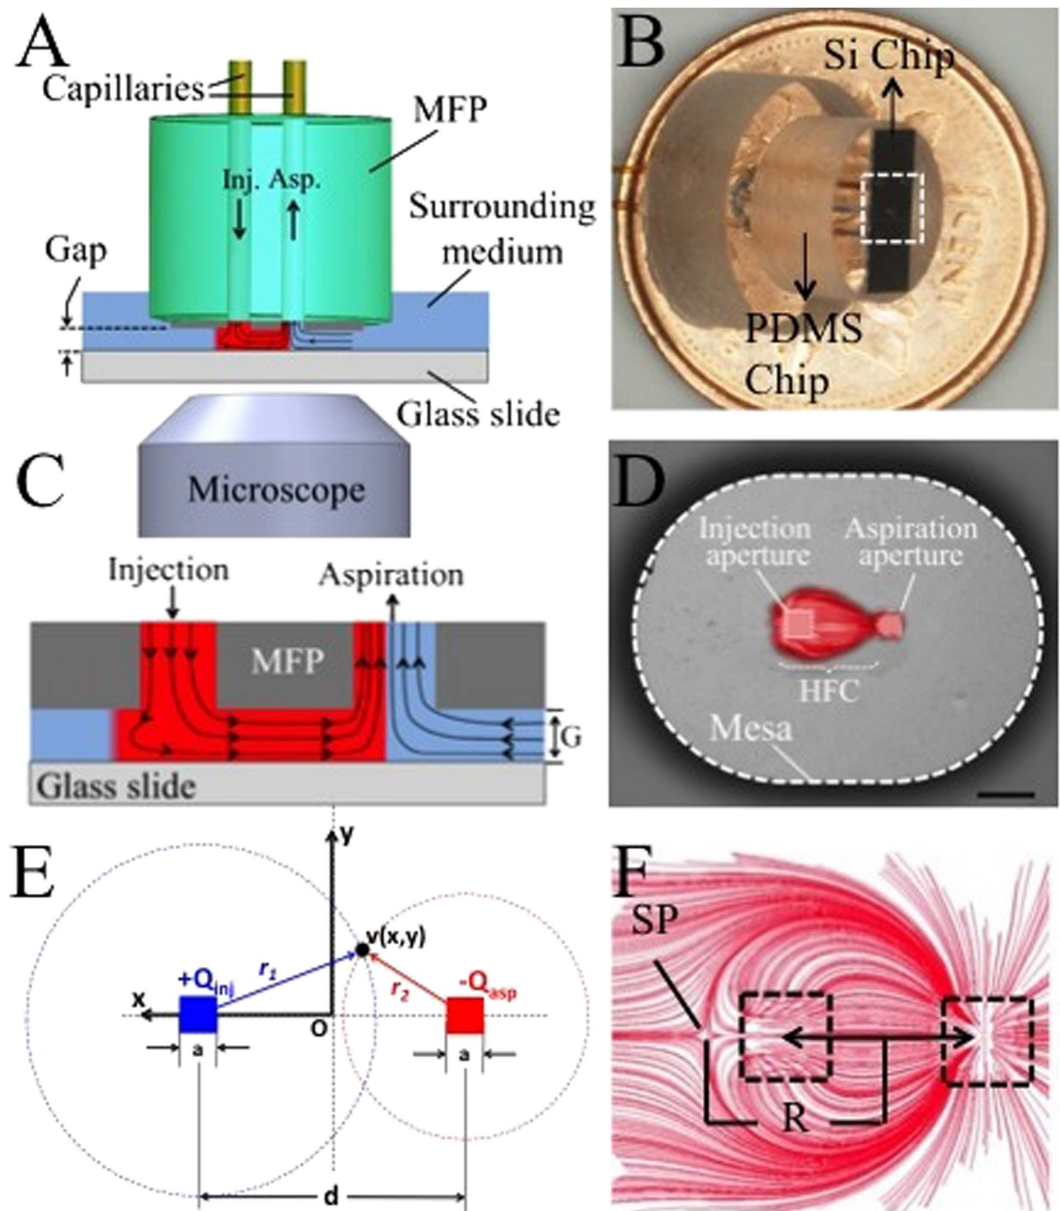 A
Capillaries
MFP
Inj. Asp.
Surrounding
medium
Gap
Glass slide
Microscope
B
Si Chip
PDMS
Chip
CENT
C
Injection
Aspiration
MFP
G
Glass slide
D
Injection
aperture
Aspiration
aperture
HFC
Mesa
E
y
v(x,y)
+Qinj
r1
-Qasp
r2
x
O
a
a
d
F
SP
R